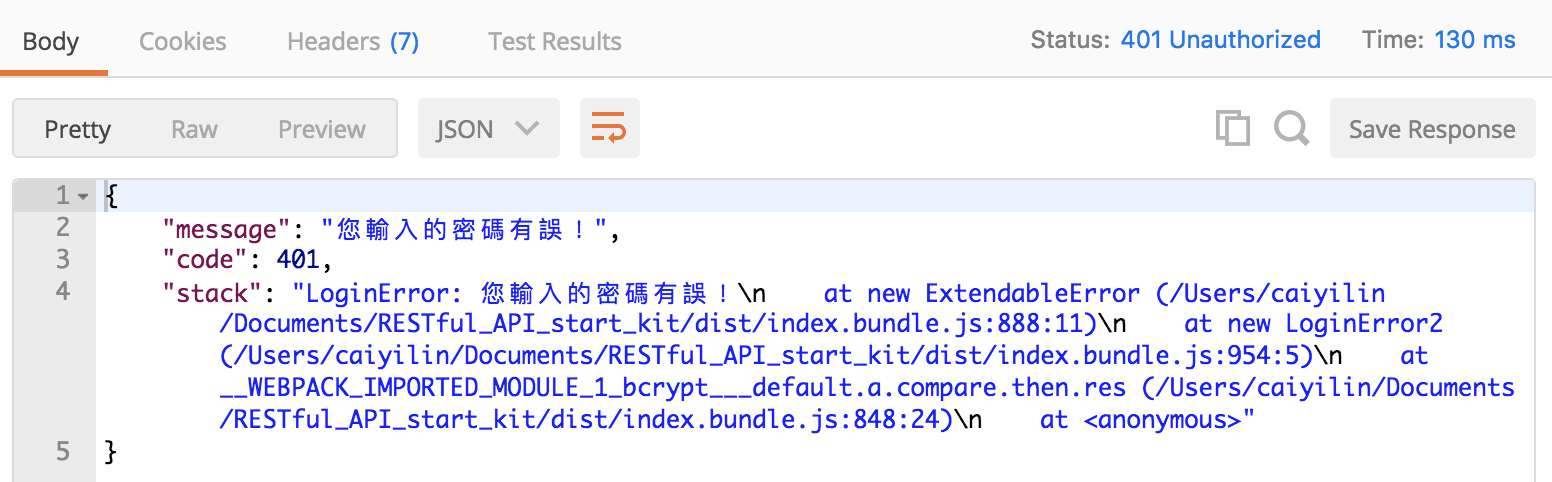 Body Cookies Headers (7) Test Results Status: 401 Unauthorized Time: 130 ms
Pretty Raw Preview JSON Save Response
1 {
2 "message": "您輸入的密碼有誤！",
3 "code": 401,
4 "stack": "LoginError: 您輸入的密碼有誤！\n    at new ExtendableError (/Users/caiyilin
/Documents/RESTful_API_start_kit/dist/index.bundle.js:888:11)\n    at new LoginError2
(/Users/caiyilin/Documents/RESTful_API_start_kit/dist/index.bundle.js:954:5)\n    at
__WEBPACK_IMPORTED_MODULE_1_bcrypt___default.a.compare.then.res (/Users/caiyilin/Documents
/RESTful_API_start_kit/dist/index.bundle.js:848:24)\n    at <anonymous>"
5 }